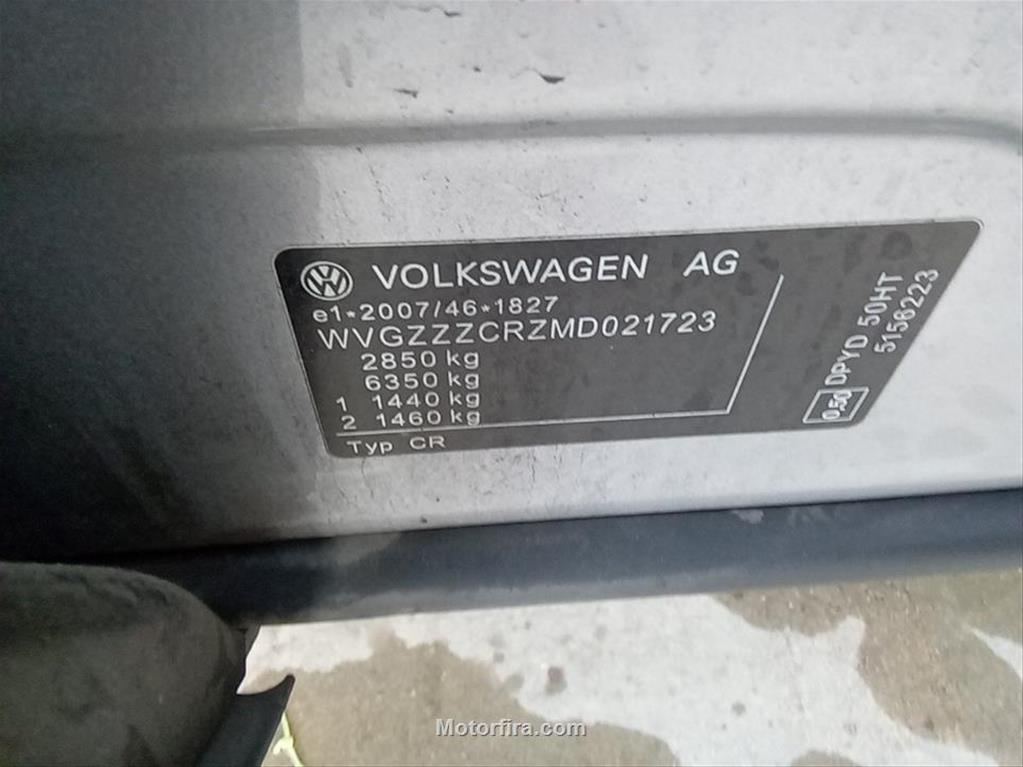 VOLKSWAGEN AG
e1*2007/46*1827
WVGZZZCRZMD021723
2850 kg
6350 kg
1 1440 kg
2 1460 kg
Typ CR
0,50 DPYD 50HT
5158223
Motorfira.com